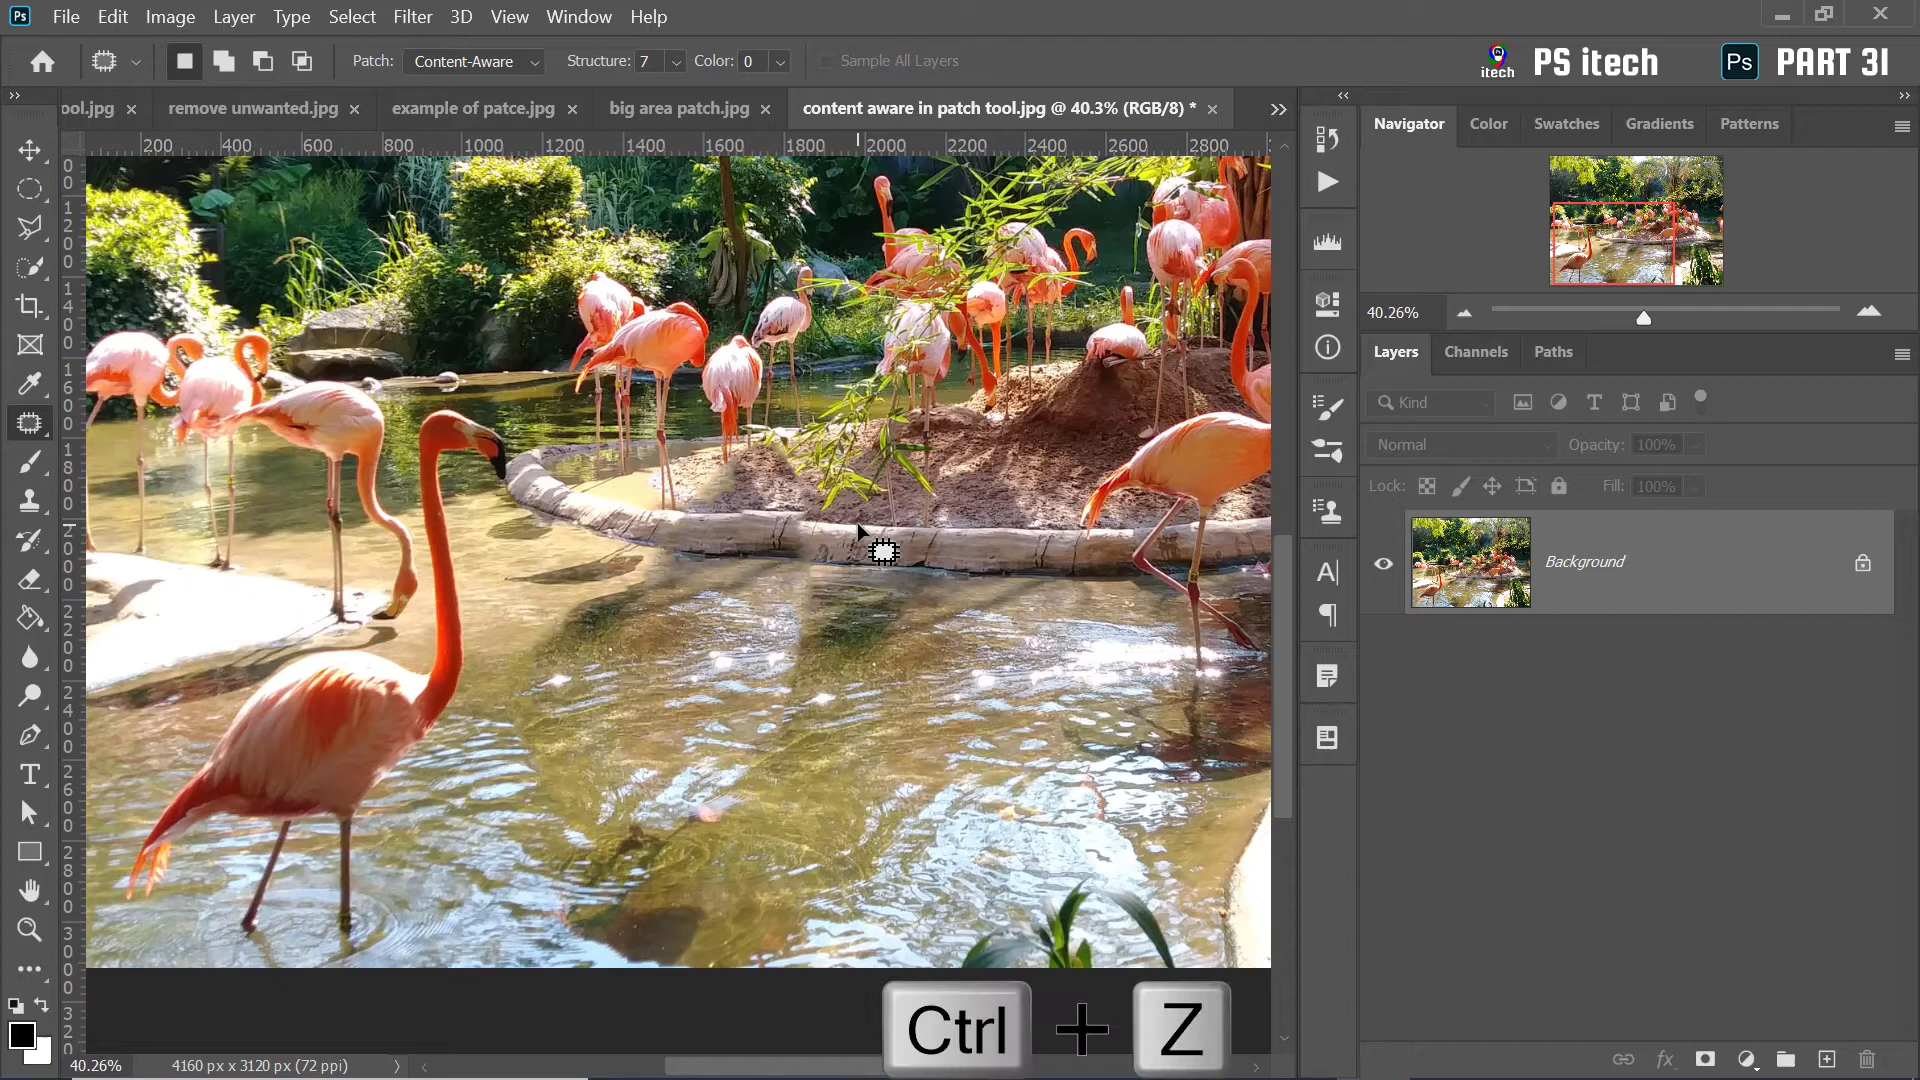 Ps File Edit Image Layer Type Select Filter 3D View Window Help
Patch: Content-Aware Structure: 7 Color: 0 Sample All Layers
itech PS itech Ps PART 31
ool.jpg × remove unwanted.jpg × example of patce.jpg × big area patch.jpg × content aware in patch tool.jpg @ 40.3% (RGB/8) * ×
200 400 600 800 1000 1200 1400 1600 1800 2000 2200 2400 2600 2800
Navigator Color Swatches Gradients Patterns
40.26%
Layers Channels Paths
Kind
Normal Opacity: 100%
Lock: Fill: 100%
Background
Ctrl + Z
40.26% 4160 px x 3120 px (72 ppi)